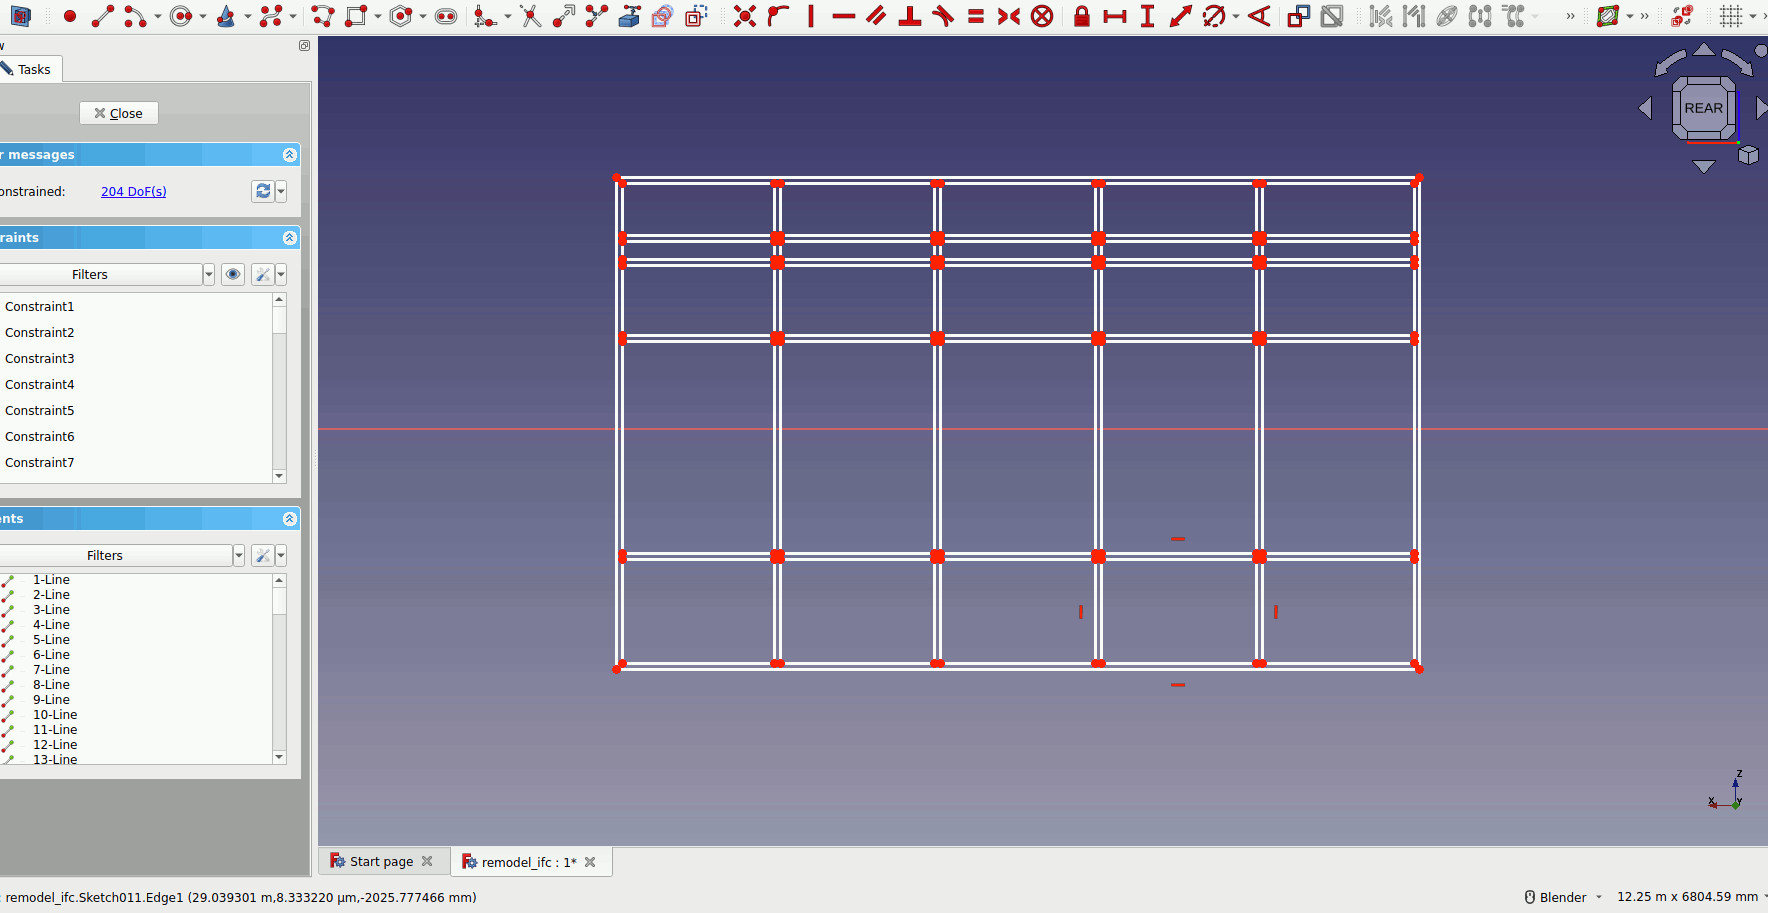 w
Tasks
Close
r messages
onstrained: 204 DoF(s)
raints
Filters
Constraint1
Constraint2
Constraint3
Constraint4
Constraint5
Constraint6
Constraint7
ents
Filters
1-Line
2-Line
3-Line
4-Line
5-Line
6-Line
7-Line
8-Line
9-Line
10-Line
11-Line
12-Line
13-Line
REAR
Z
X
Y
Start page
remodel_ifc : 1*
: remodel_ifc.Sketch011.Edge1 (29.039301 m,8.333220 µm,-2025.777466 mm)
Blender
12.25 m x 6804.59 mm